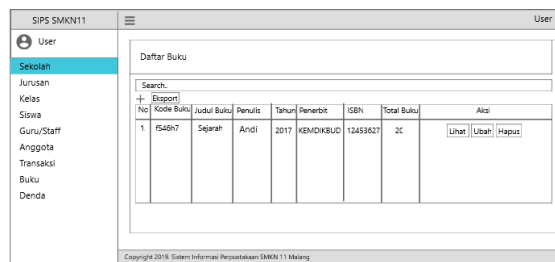 SIPS SMKN11
User
User
Sekolah
Jurusan
Kelas
Siswa
Guru/Staff
Anggota
Transaksi
Buku
Denda
Daftar Buku
Search.
+ Eksport
No Kode Buku Judul Buku Penulis Tahun Penerbit ISBN Total Buku Aksi
1. f546h7 Sejarah Andi 2017 KEMDIKBUD 12453627 20 Lihat Ubah Hapus
Copyright 2019. Sistem Informasi Perpustakaan SMKN 11 Malang